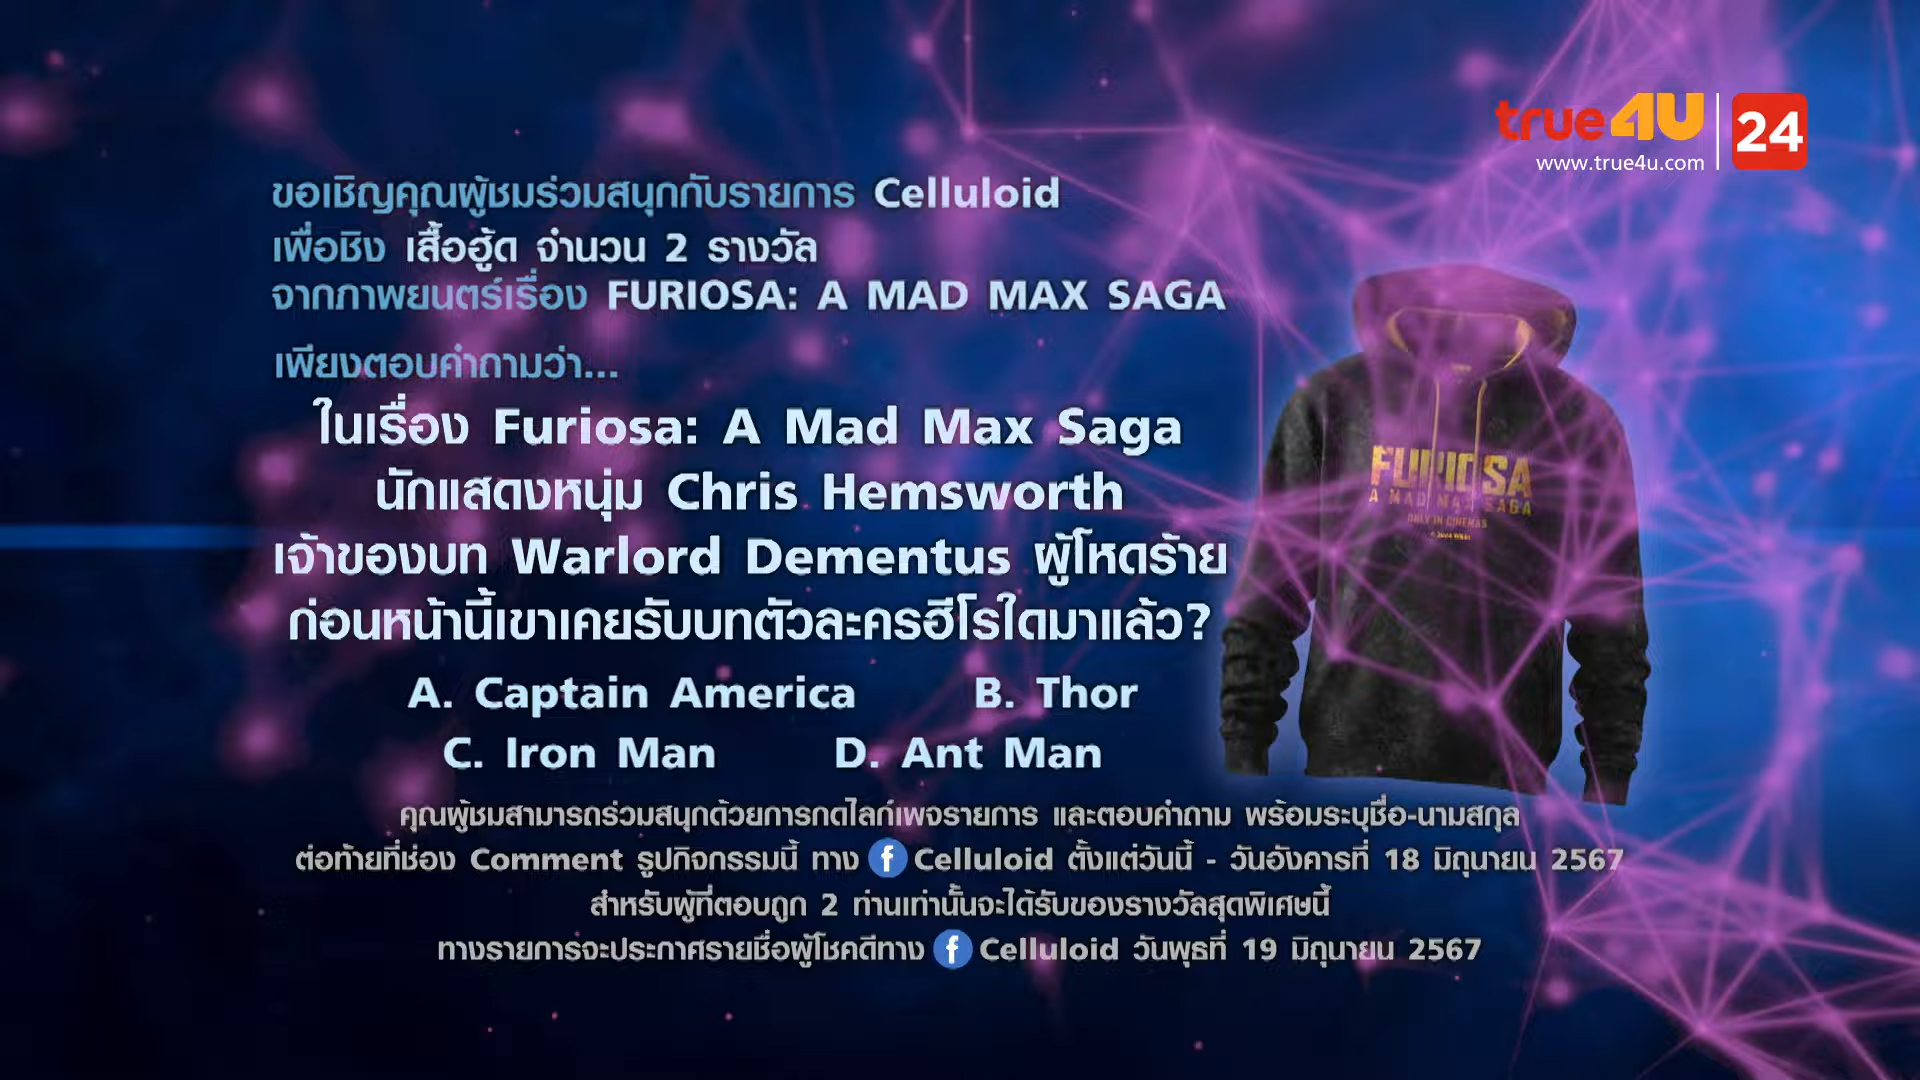 true4U 24
www.true4u.com
ขอเชิญคุณผู้ชมร่วมสนุกกับรายการ Celluloid
เพื่อชิง เสื้อฮู้ด จำนวน 2 รางวัล
จากภาพยนตร์เรื่อง FURIOSA: A MAD MAX SAGA
เพียงตอบคำถามว่า...
ในเรื่อง Furiosa: A Mad Max Saga
นักแสดงหนุ่ม Chris Hemsworth
เจ้าของบท Warlord Dementus ผู้โหดร้าย
ก่อนหน้านี้เขาเคยรับบทตัวละครฮีโร่ใดมาแล้ว?
A. Captain America B. Thor
C. Iron Man D. Ant Man
FURIOSA
A MAD MAX SAGA
ONLY IN CINEMAS
คุณผู้ชมสามารถร่วมสนุกด้วยการกดไลก์เพจรายการ และตอบคำถาม พร้อมระบุชื่อ-นามสกุล
ต่อท้ายที่ช่อง Comment รูปกิจกรรมนี้ ทาง f Celluloid ตั้งแต่วันนี้ - วันอังคารที่ 18 มิถุนายน 2567
สำหรับผู้ที่ตอบถูก 2 ท่านเท่านั้นจะได้รับของรางวัลสุดพิเศษนี้
ทางรายการจะประกาศรายชื่อผู้โชคดีทาง f Celluloid วันพุธที่ 19 มิถุนายน 2567